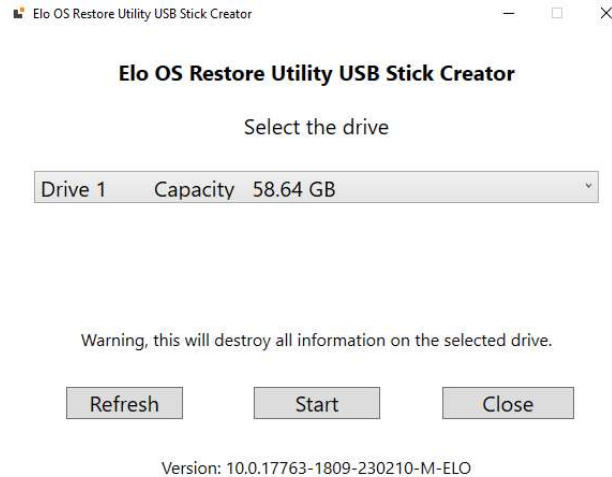 Elo OS Restore Utility USB Stick Creator
Elo OS Restore Utility USB Stick Creator
Select the drive
Drive 1 Capacity 58.64 GB
Warning, this will destroy all information on the selected drive.
Refresh Start Close
Version: 10.0.17763-1809-230210-M-ELO